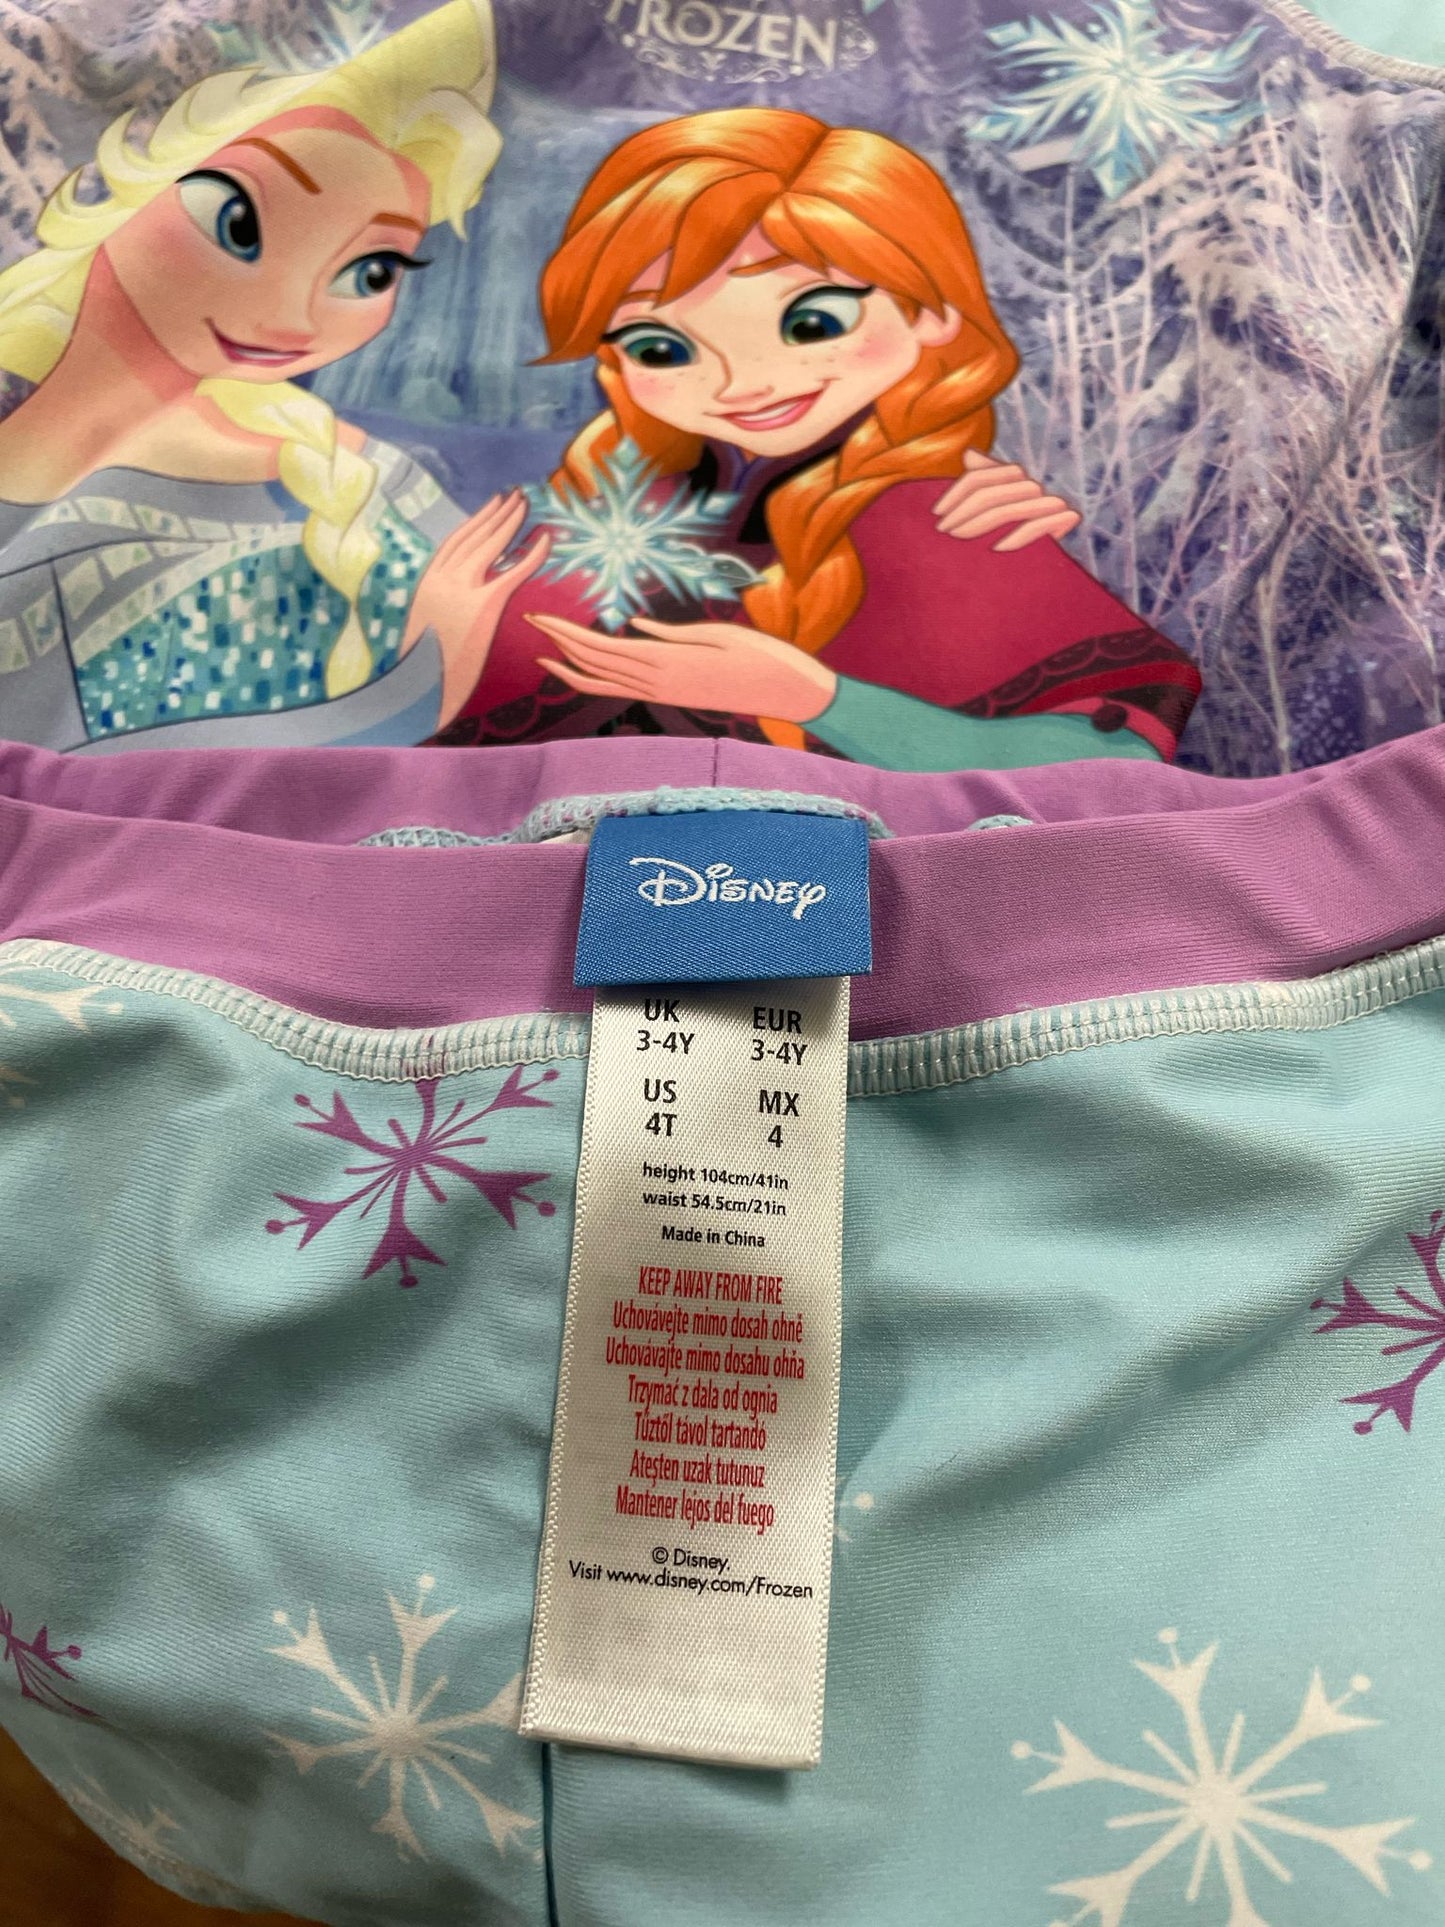 FROZEN
Disney
UK EUR
3-4Y 3-4Y
US MX
4T 4
height 104cm/41in
waist 54.5cm/21in
Made in China
KEEP AWAY FROM FIRE
Uchovávejte mimo dosah ohně
Uchovávajte mimo dosahu ohňa
Trzymać z dala od ognia
Tűztől távol tartandó
Ateşten uzak tutunuz
Mantener lejos del fuego
© Disney.
Visit www.disney.com/Frozen